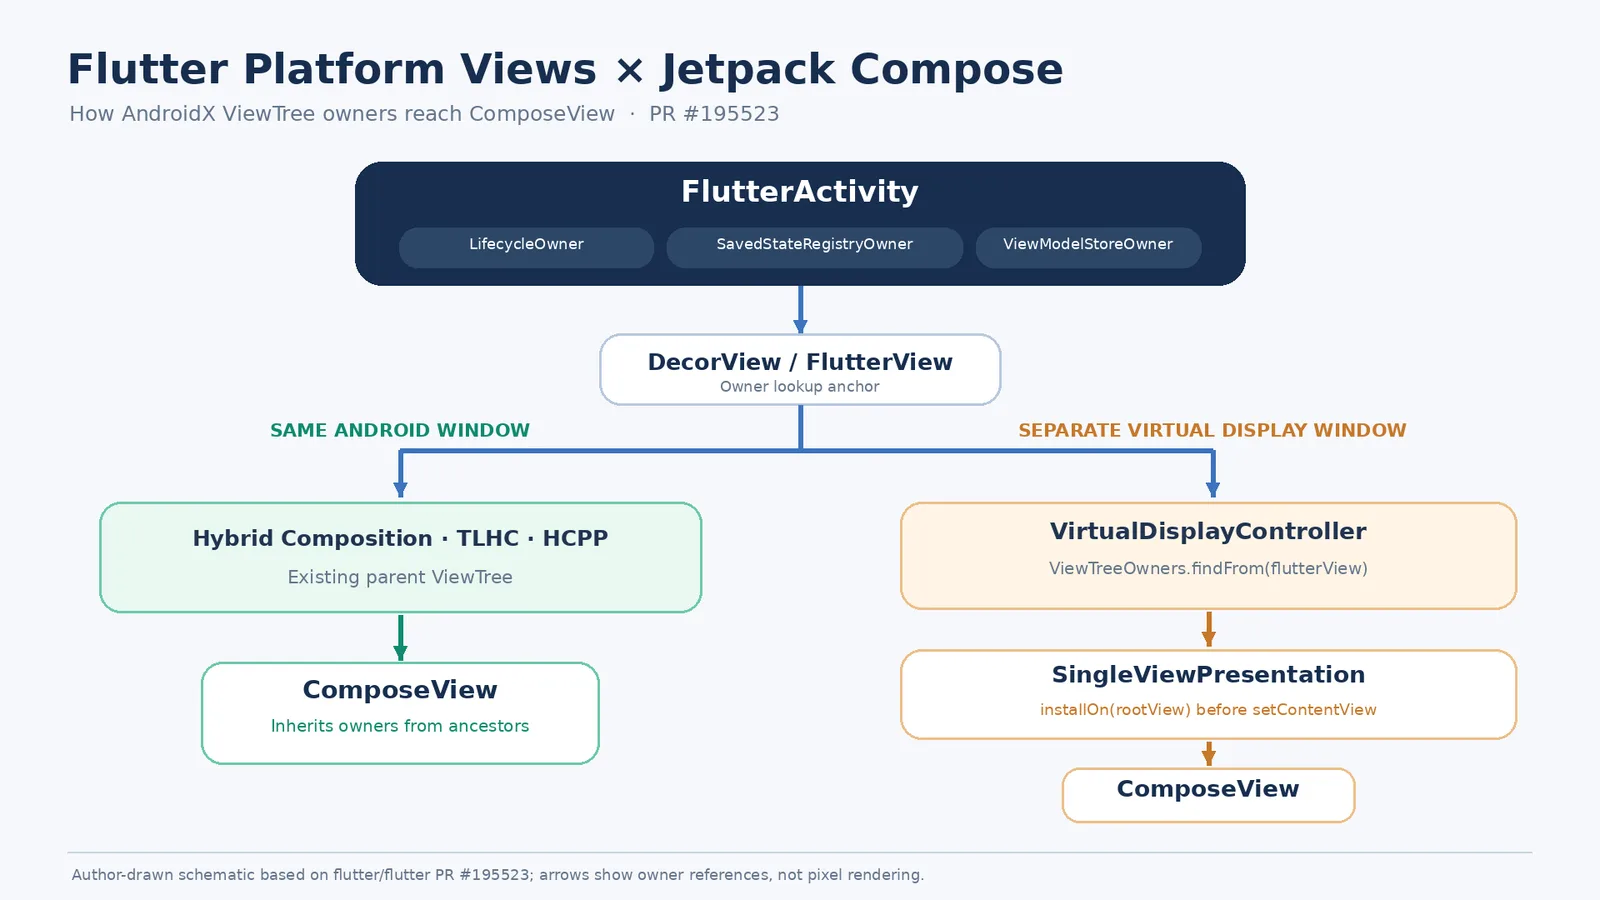 Flutter Platform Views × Jetpack Compose
How AndroidX ViewTree owners reach ComposeView · PR #195523
FlutterActivity
LifecycleOwner
SavedStateRegistryOwner
ViewModelStoreOwner
DecorView / FlutterView
Owner lookup anchor
SAME ANDROID WINDOW
SEPARATE VIRTUAL DISPLAY WINDOW
Hybrid Composition · TLHC · HCPP
Existing parent ViewTree
VirtualDisplayController
ViewTreeOwners.findFrom(flutterView)
ComposeView
Inherits owners from ancestors
SingleViewPresentation
installOn(rootView) before setContentView
ComposeView
Author-drawn schematic based on flutter/flutter PR #195523; arrows show owner references, not pixel rendering.